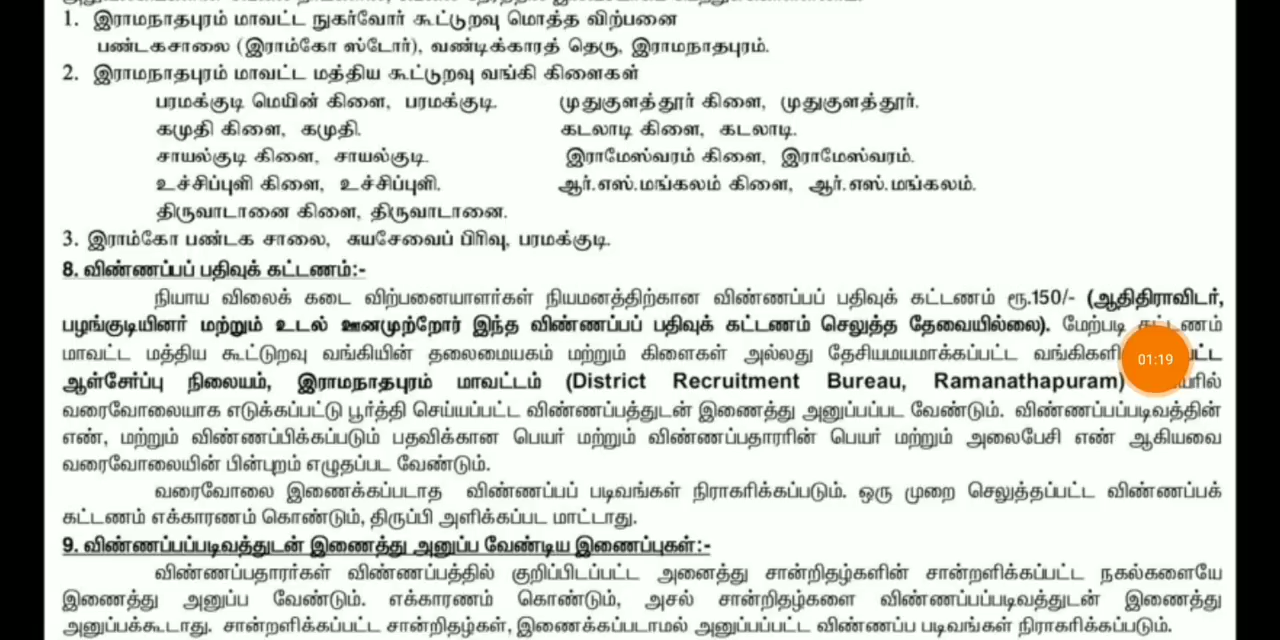 1. இராமநாதபுரம் மாவட்ட நுகர்வோர் கூட்டுறவு மொத்த விற்பனை
பண்டகசாலை (இராம்கோ ஸ்டோர்), வண்டிக்காரத் தெரு, இராமநாதபுரம்.
2. இராமநாதபுரம் மாவட்ட மத்திய கூட்டுறவு வங்கி கிளைகள்
பரமக்குடி மெயின் கிளை, பரமக்குடி. முதுகுளத்தூர் கிளை, முதுகுளத்தூர்.
கமுதி கிளை, கமுதி. கடலாடி கிளை, கடலாடி.
சாயல்குடி கிளை, சாயல்குடி. இராமேஸ்வரம் கிளை, இராமேஸ்வரம்.
உச்சிப்புளி கிளை, உச்சிப்புளி. ஆர்.எஸ்.மங்கலம் கிளை, ஆர்.எஸ்.மங்கலம்.
திருவாடானை கிளை, திருவாடானை.
3. இராம்கோ பண்டக சாலை, சுயசேவைப் பிரிவு, பரமக்குடி.
8. விண்ணப்பப் பதிவுக் கட்டணம்:-
நியாய விலைக் கடை விற்பனையாளர்கள் நியமனத்திற்கான விண்ணப்பப் பதிவுக் கட்டணம் ரூ.150/- (ஆதிதிராவிடர்,
பழங்குடியினர் மற்றும் உடல் ஊனமுற்றோர் இந்த விண்ணப்பப் பதிவுக் கட்டணம் செலுத்த தேவையில்லை). மேற்படி கட்டணம்
மாவட்ட மத்திய கூட்டுறவு வங்கியின் தலைமையகம் மற்றும் கிளைகள் அல்லது தேசியமயமாக்கப்பட்ட 01:19
ஆள்சேர்ப்பு நிலையம், இராமநாதபுரம் மாவட்டம் (District Recruitment Bureau, Ramanathapuram)
வரைவோலையாக எடுக்கப்பட்டு பூர்த்தி செய்யப்பட்ட விண்ணப்பத்துடன் இணைத்து அனுப்பப்பட வேண்டும். விண்ணப்பப்படிவத்தின்
எண், மற்றும் விண்ணப்பிக்கப்படும் பதவிக்கான பெயர் மற்றும் விண்ணப்பதாரரின் பெயர் மற்றும் அலைபேசி எண் ஆகியவை
வரைவோலையின் பின்புறம் எழுதப்பட வேண்டும்.
வரைவோலை இணைக்கப்படாத விண்ணப்பப் படிவங்கள் நிராகரிக்கப்படும். ஒரு முறை செலுத்தப்பட்ட விண்ணப்பக்
கட்டணம் எக்காரணம் கொண்டும், திருப்பி அளிக்கப்பட மாட்டாது.
9. விண்ணப்பப்படிவத்துடன் இணைத்து அனுப்ப வேண்டிய இணைப்புகள்:-
விண்ணப்பதாரர்கள் விண்ணப்பத்தில் குறிப்பிடப்பட்ட அனைத்து சான்றிதழ்களின் சான்றளிக்கப்பட்ட நகல்களையே
இணைத்து அனுப்ப வேண்டும். எக்காரணம் கொண்டும், அசல் சான்றிதழ்களை விண்ணப்பப்படிவத்துடன் இணைத்து
அனுப்பக்கூடாது. சான்றளிக்கப்பட்ட சான்றிதழ்கள், இணைக்கப்படாமல் அனுப்பப்பட்ட விண்ணப்ப படிவங்கள் நிராகரிக்கப்படும்.